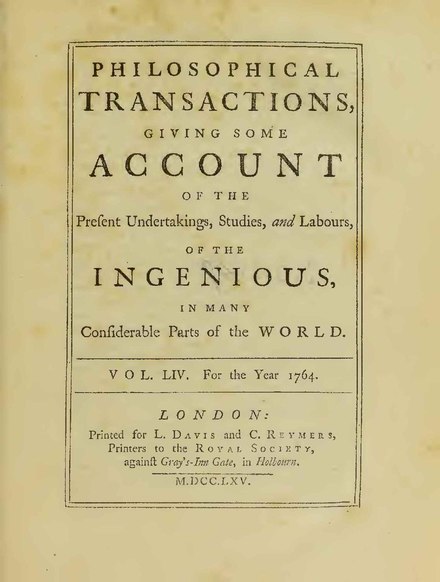 PHILOSOPHICAL
TRANSACTIONS,
GIVING SOME
ACCOUNT
OF THE
Preſent Undertakings, Studies, and Labours,
OF THE
INGENIOUS,
IN MANY
Conſiderable Parts of the WORLD.
VOL. LIV. For the Year 1764.
LONDON:
Printed for L. DAVIS and C. REYMERS,
Printers to the ROYAL SOCIETY,
againſt Gray's-Inn Gate, in Holbourn.
M.DCC.LXV.